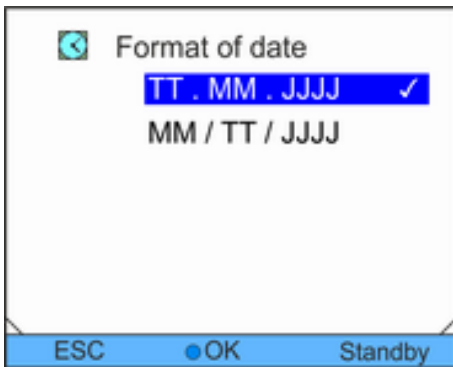 Format of date
TT . MM . JJJJ ✓
MM / TT / JJJJ
ESC OK Standby